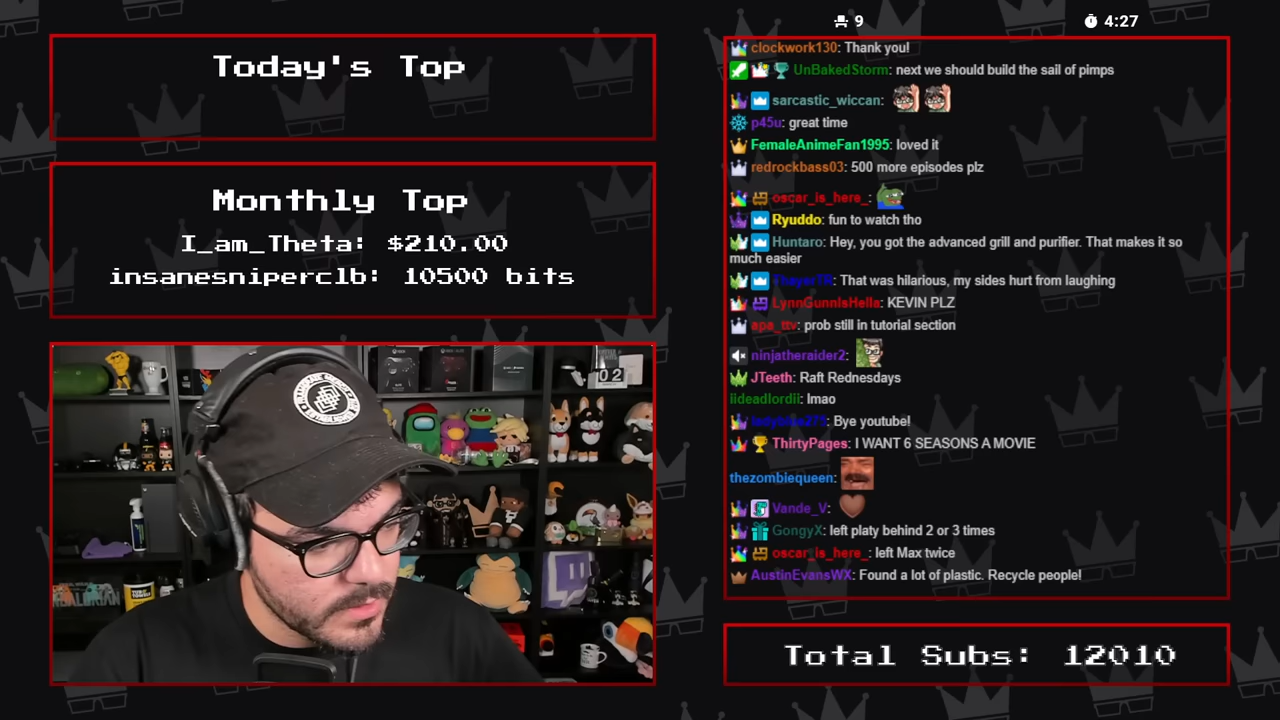 9
4:27
Today's Top
Monthly Top
I_am_Theta: $210.00
insanesniperclb: 10500 bits
clockwork130: Thank you!
UnBakedStorm: next we should build the sail of pimps
sarcastic_wiccan:
p45u: great time
FemaleAnimeFan1995: loved it
redrockbass03: 500 more episodes plz
oscar_is_here_:
Ryuddo: fun to watch tho
Huntaro: Hey, you got the advanced grill and purifier. That makes it so
much easier
ThayerTR: That was hilarious, my sides hurt from laughing
LynnGunnIsHella: KEVIN PLZ
apa_ttv: prob still in tutorial section
ninjatheraider2:
JTeeth: Raft Rednesdays
iideadlordii: lmao
Bye youtube!
ThirtyPages: I WANT 6 SEASONS A MOVIE
thezombiequeen:
Vande_V:
GongyX: left platy behind 2 or 3 times
oscar_is_here_: left Max twice
AustinEvansWX: Found a lot of plastic. Recycle people!
Total Subs: 12010
02